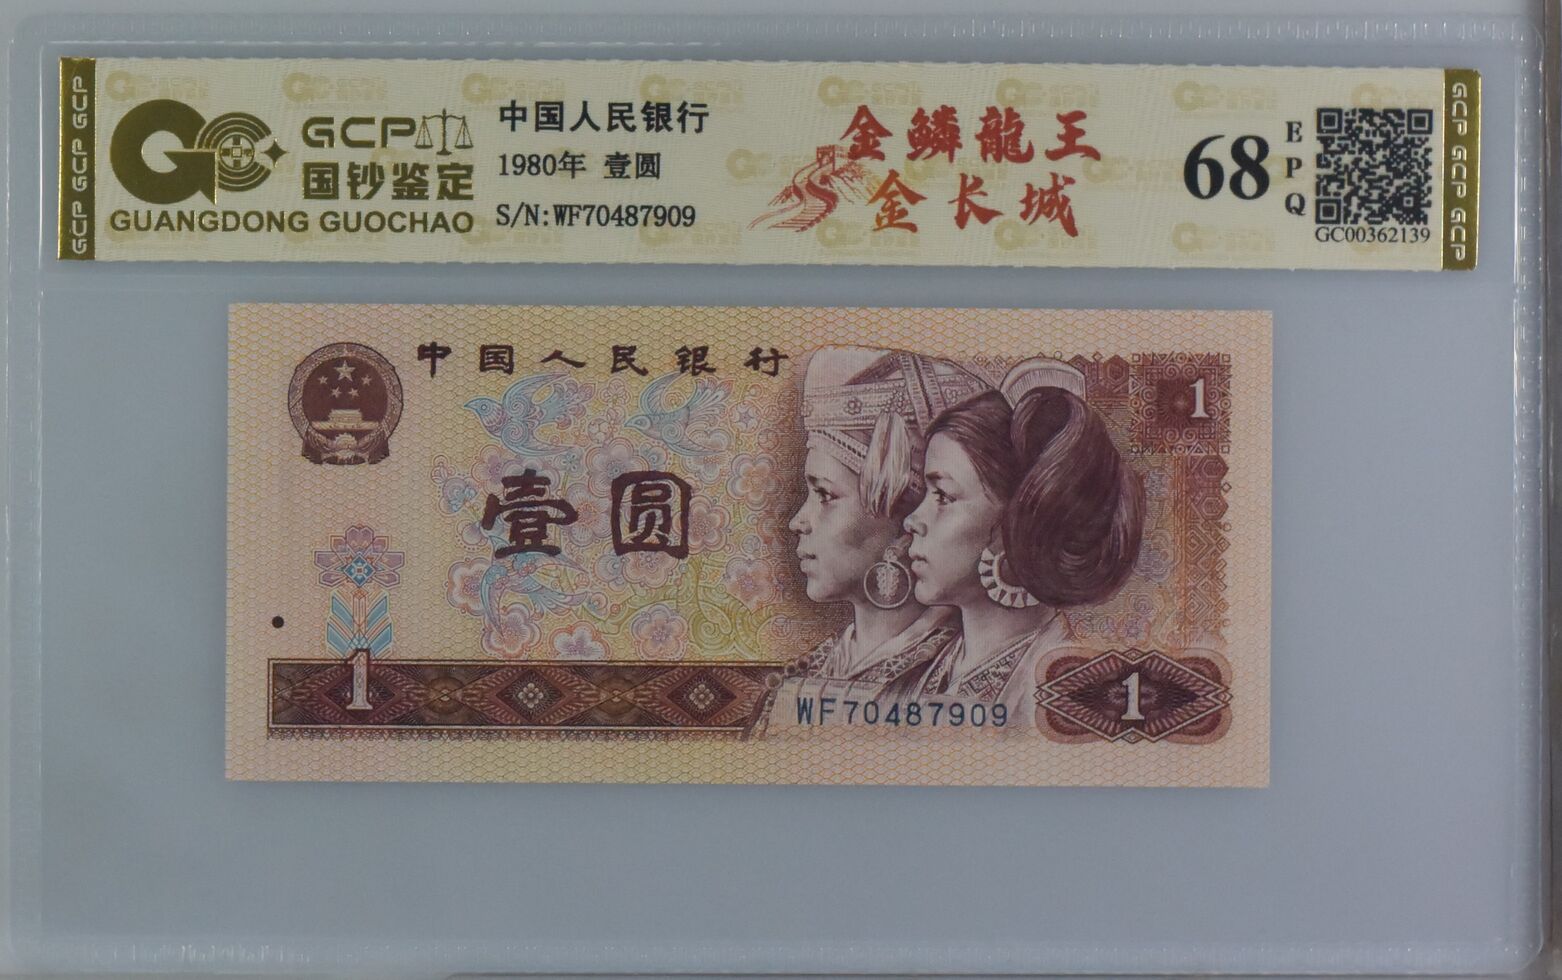 GCP GCP GCP
GCP
国钞鉴定
GUANGDONG GUOCHAO
中国人民银行
1980年 壹圆
S/N:WF70487909
金鳞龍王
金长城
68
EPQ
GC00362139
GCP GCP GCP
中国人民银行
1
壹圆
1
WF70487909
1